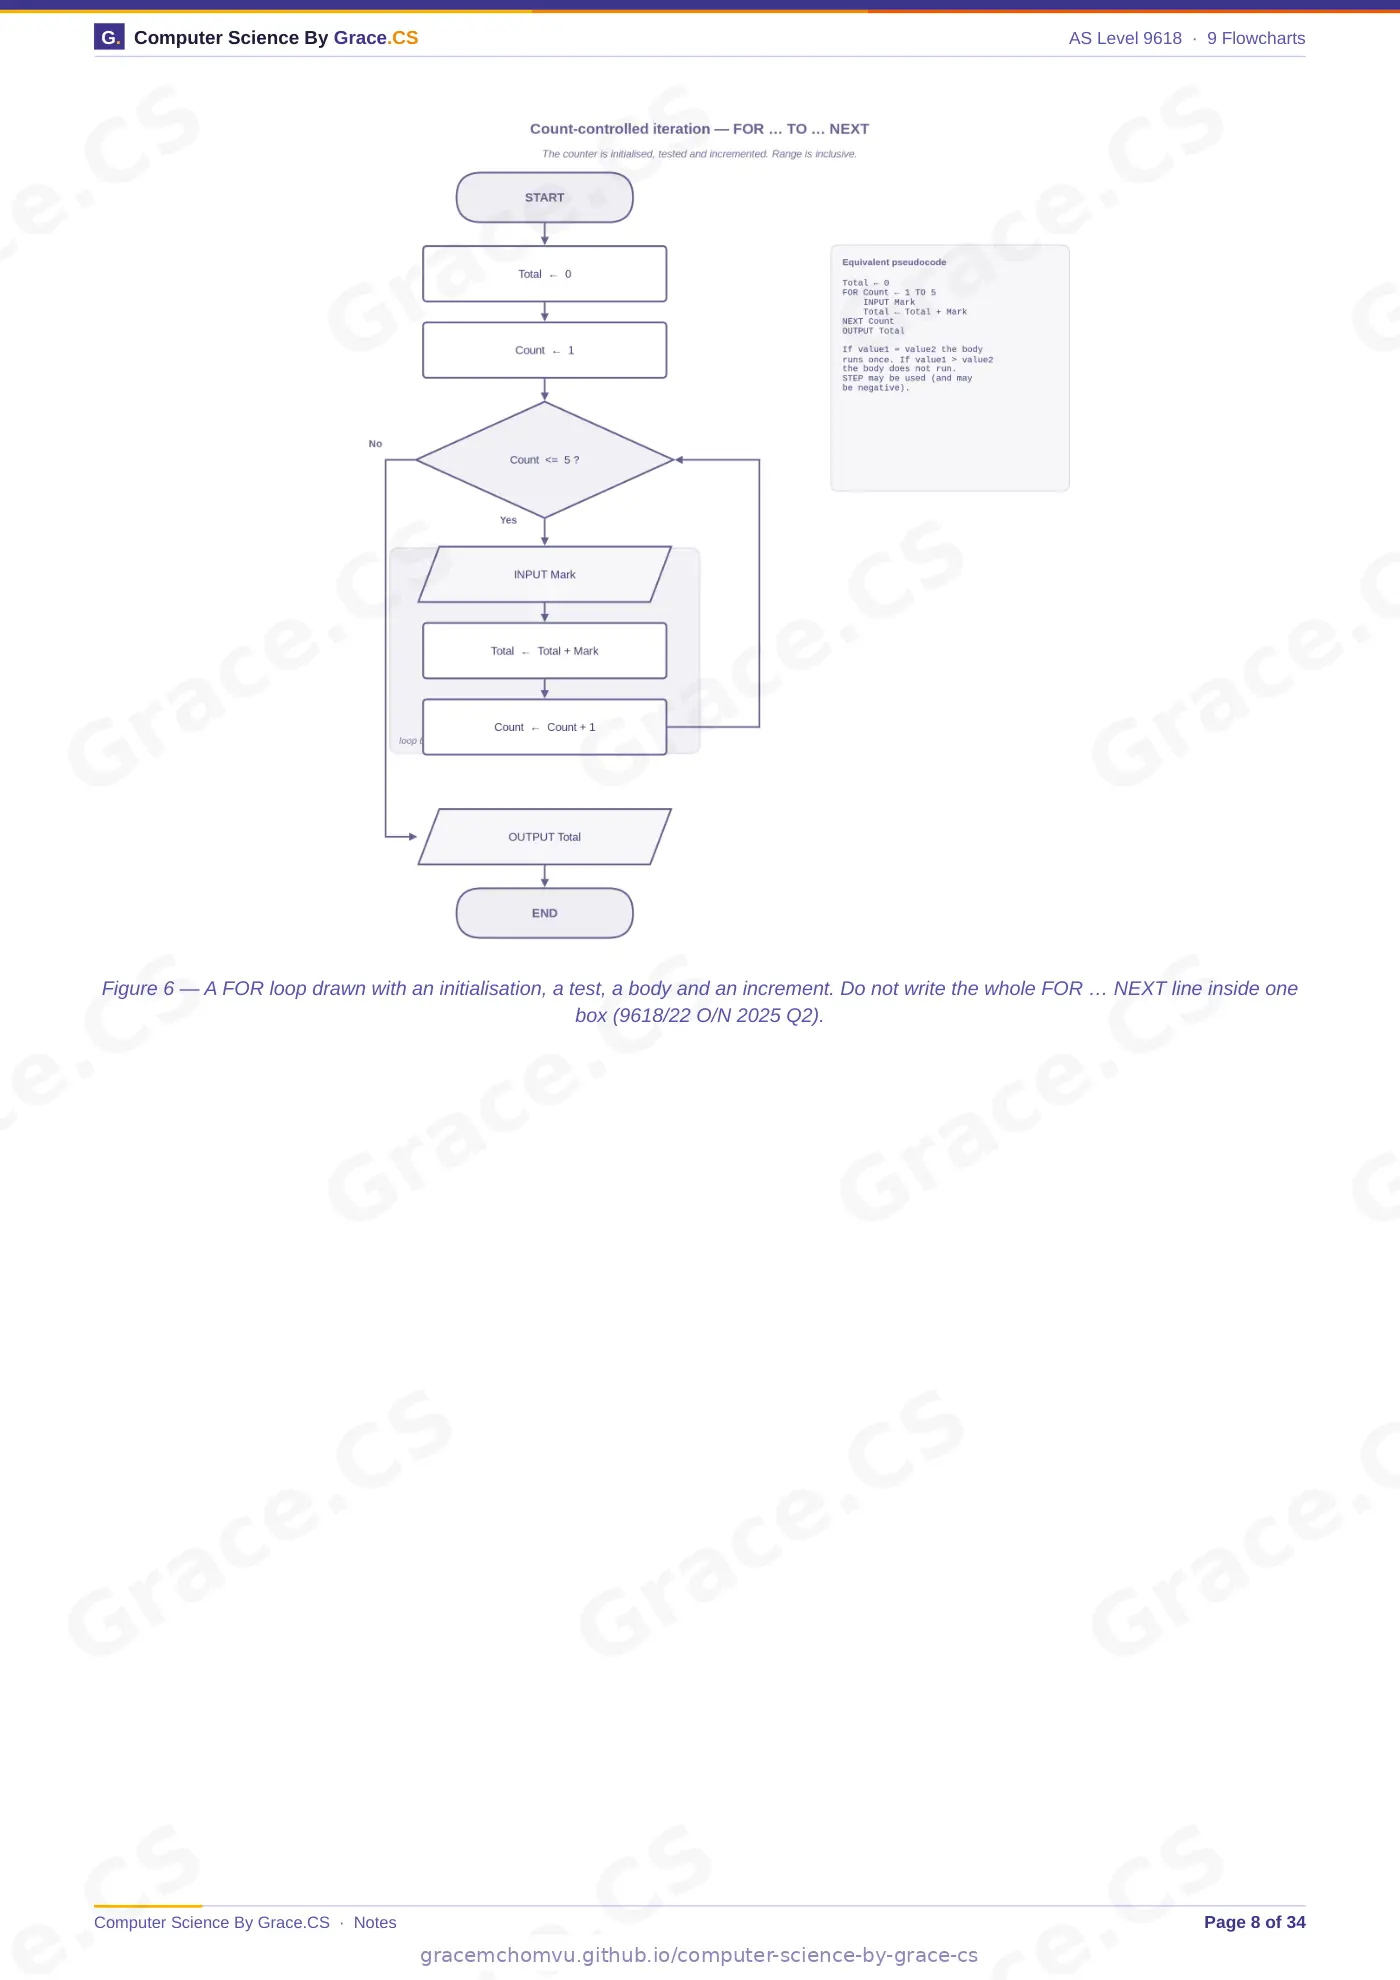 G. Computer Science By Grace.CS
AS Level 9618 · 9 Flowcharts
Count-controlled iteration — FOR … TO … NEXT
The counter is initialised, tested and incremented. Range is inclusive.
START
Total ← 0
Count ← 1
Count <= 5 ?
No
Yes
INPUT Mark
Total ← Total + Mark
Count ← Count + 1
loop
OUTPUT Total
END
Equivalent pseudocode
Total ← 0
FOR Count ← 1 TO 5
INPUT Mark
Total ← Total + Mark
NEXT Count
OUTPUT Total
If value1 = value2 the body
runs once. If value1 > value2
the body does not run.
STEP may be used (and may
be negative).
Figure 6 — A FOR loop drawn with an initialisation, a test, a body and an increment. Do not write the whole FOR … NEXT line inside one
box (9618/22 O/N 2025 Q2).
Computer Science By Grace.CS · Notes
Page 8 of 34
gracemchomvu.github.io/computer-science-by-grace-cs